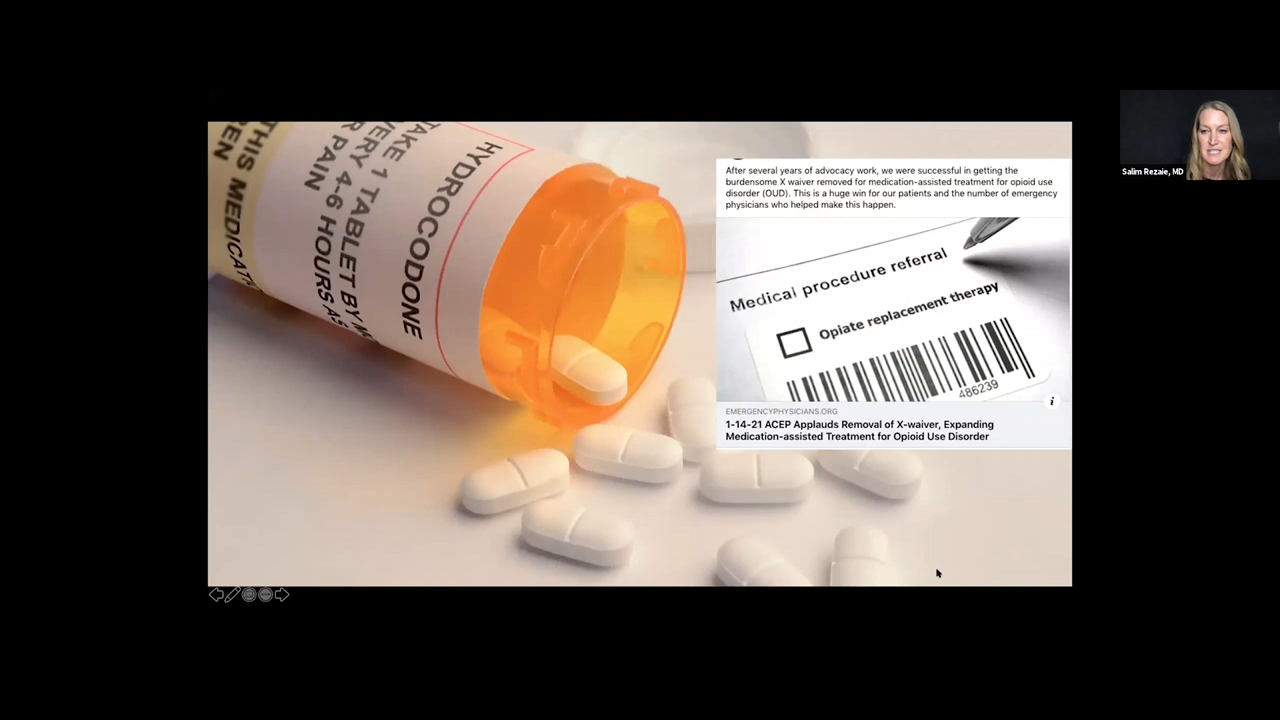 THIS MEDICAT
REN
TAKE 1 TABLET BY
VERY 4-6 HOURS AS
R PAIN
HYDROCODONE
After several years of advocacy work, we were successful in getting the
burdensome X waiver removed for medication-assisted treatment for opioid use
disorder (OUD). This is a huge win for our patients and the number of emergency
physicians who helped make this happen.
Medical procedure referral
Opiate replacement therapy
486239
i
EMERGENCYPHYSICIANS.ORG
1-14-21 ACEP Applauds Removal of X-waiver, Expanding
Medication-assisted Treatment for Opioid Use Disorder
Salim Rezaie, MD